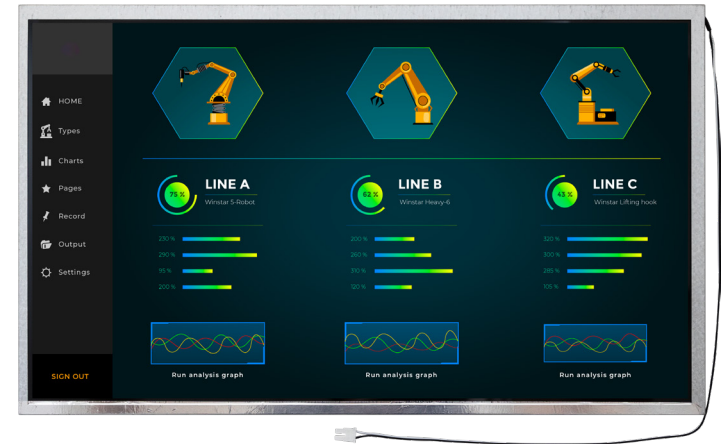 HOME
Types
Charts
Pages
Record
Output
Settings
SIGN OUT
75 %
LINE A
Winstar S-Robot
230 %
290 %
95 %
200 %
Run analysis graph
52 %
LINE B
Winstar Heavy-6
200 %
260 %
310 %
120 %
Run analysis graph
43 %
LINE C
Winstar Lifting hook
320 %
300 %
285 %
105 %
Run analysis graph